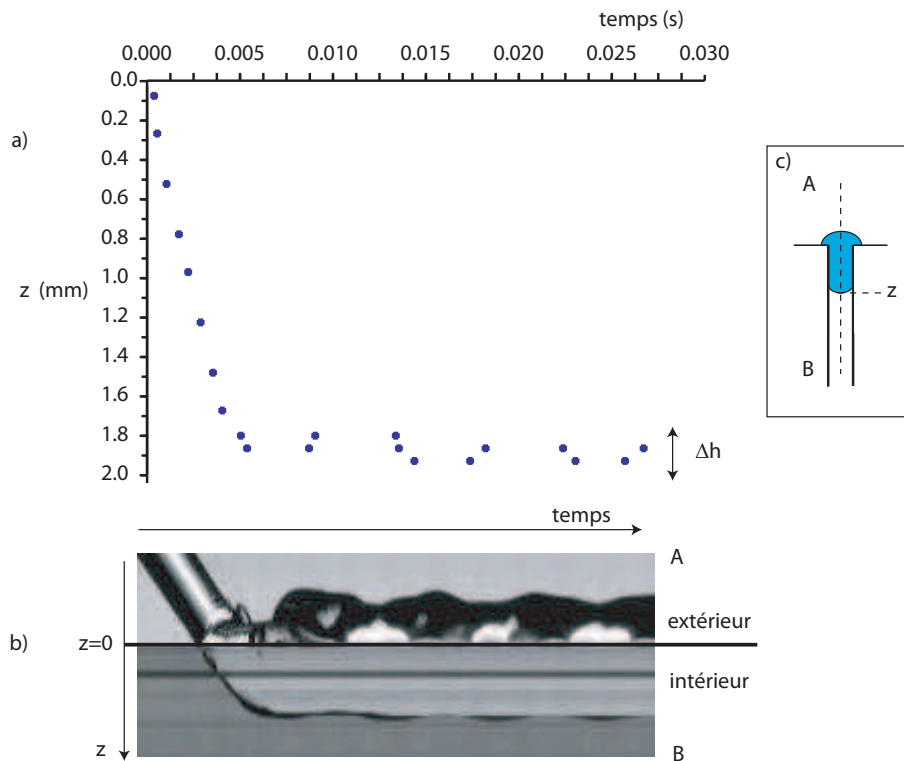 temps (s)
0.000 0.005 0.010 0.015 0.020 0.025 0.030
a)
z (mm)
0.0
0.2
0.4
0.6
0.8
1.0
1.2
1.4
1.6
1.8
2.0
Δh
c)
A
z
B
temps
b)
z=0
z
A
extérieur
intérieur
B